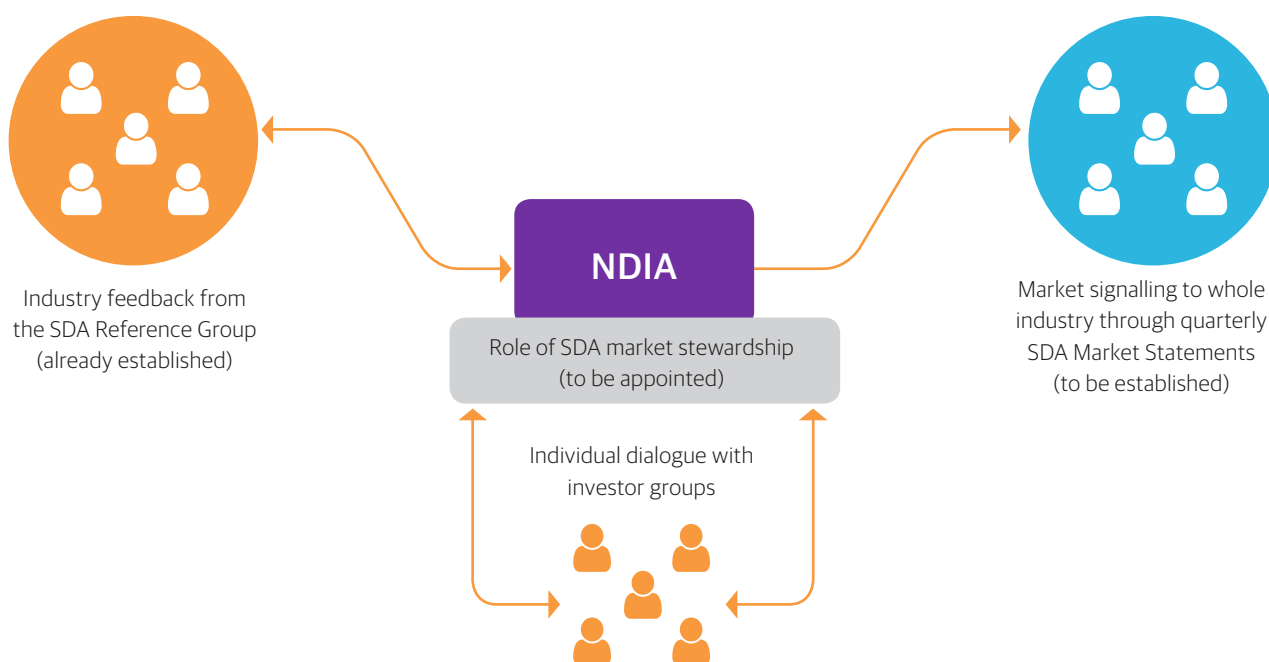 Industry feedback from
the SDA Reference Group
(already established)
NDIA
Role of SDA market stewardship
(to be appointed)
Individual dialogue with
investor groups
Market signalling to whole
industry through quarterly
SDA Market Statements
(to be established)